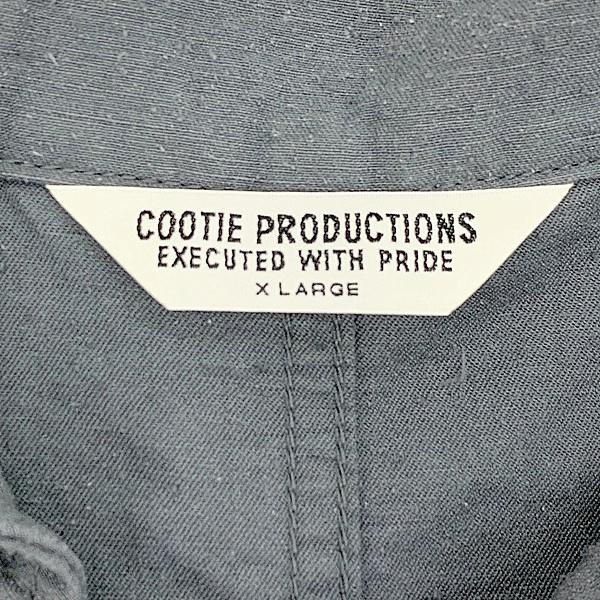 COOTIE PRODUCTIONS
EXECUTED WITH PRIDE
X LARGE